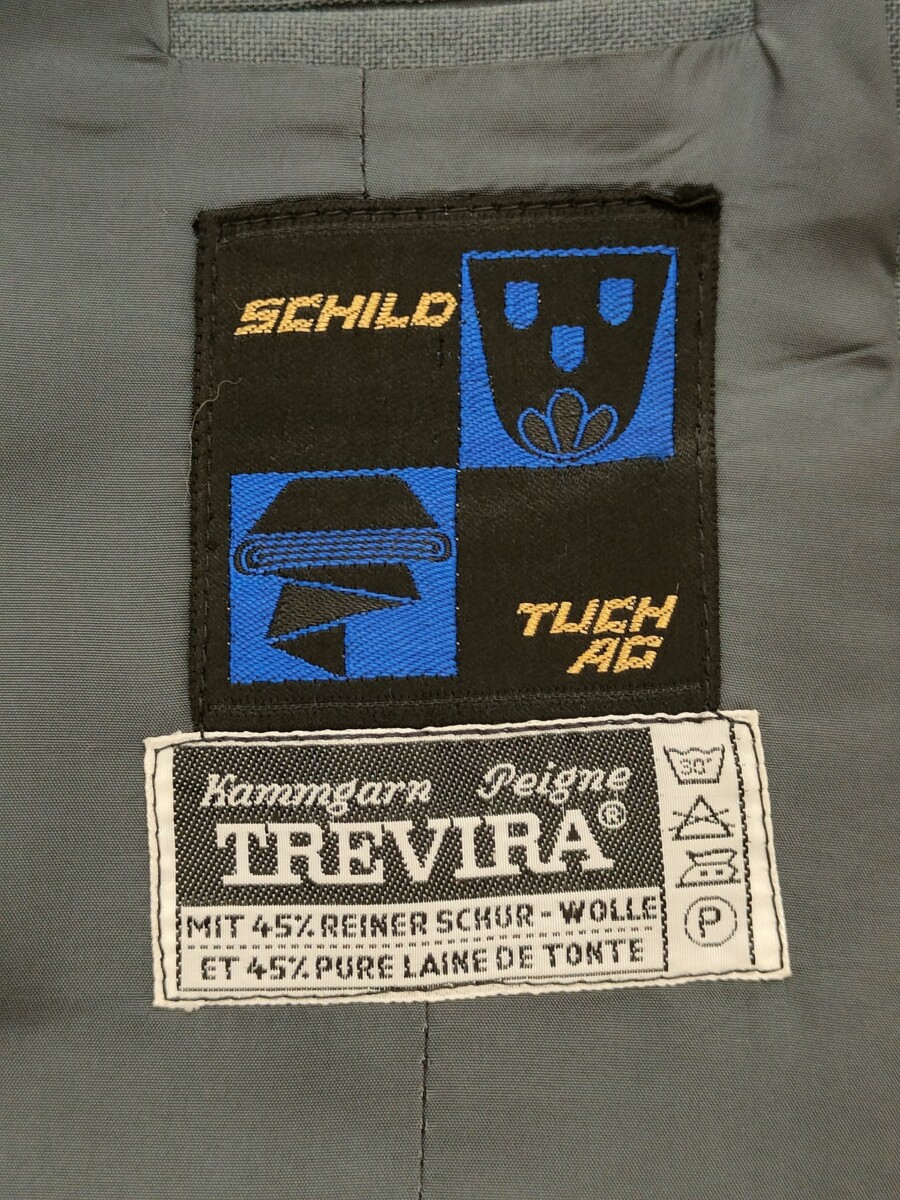 SCHILD
TUCH
AG
Kammgarn Peigne
TREVIRA®
MIT 45% REINER SCHUR-WOLLE
ET 45% PURE LAINE DE TONTE
30°
P